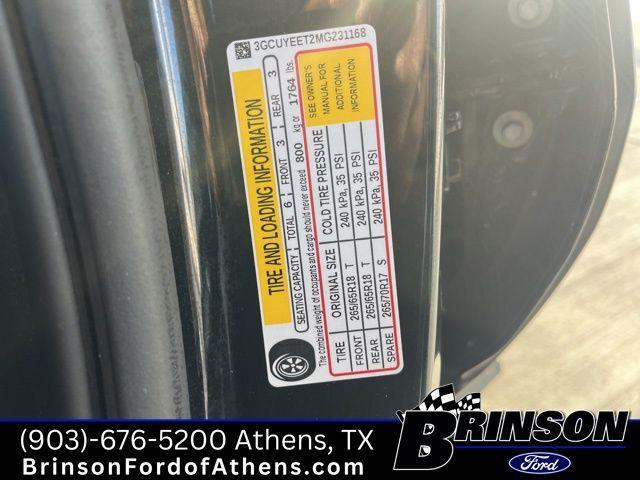 3GCUYEET2MG231168
TIRE AND LOADING INFORMATION
SEATING CAPACITY | TOTAL 6 | FRONT 3 | REAR 3
The combined weight of occupants and cargo should never exceed 800 kg or 1764 lbs.
TIRE ORIGINAL SIZE COLD TIRE PRESSURE
FRONT 265/65R18 T 240 kPa, 35 PSI
REAR 265/65R18 T 240 kPa, 35 PSI
SPARE 265/70R17 S 240 kPa, 35 PSI
SEE OWNER'S
MANUAL FOR
ADDITIONAL
INFORMATION
(903)-676-5200 Athens, TX
BrinsonFordofAthens.com
BRINSON
Ford